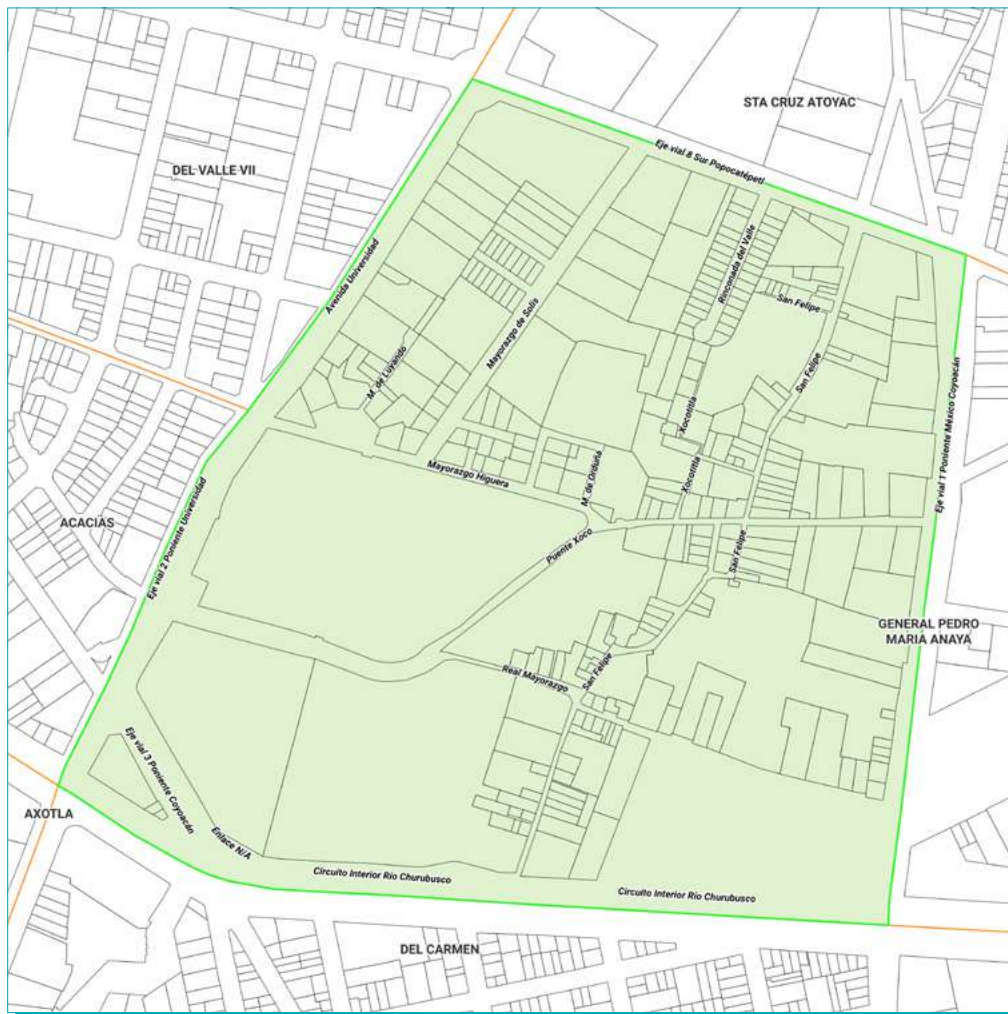 STA CRUZ ATOYAC
Eje vial 8 Sur Popocatépetl
DEL VALLE VII
Avenida Universidad
Rinconada del Valle
San Felipe
Mayorazgo de Solís
M. de Luyando
San Felipe
Xocotitla
Eje vial 1 Poniente México Coyoacán
Mayorazgo Higuera
M. de Orduña
Xocotitla
ACACIAS
Eje vial 2 Poniente Universidad
Puente Xoco
San Felipe
GENERAL PEDRO
MARIA ANAYA
Real Mayorazgo
San Felipe
Eje vial 3 Poniente Coyoacán
AXOTLA
Enlace N/A
Circuito Interior Río Churubusco
Circuito Interior Río Churubusco
DEL CARMEN